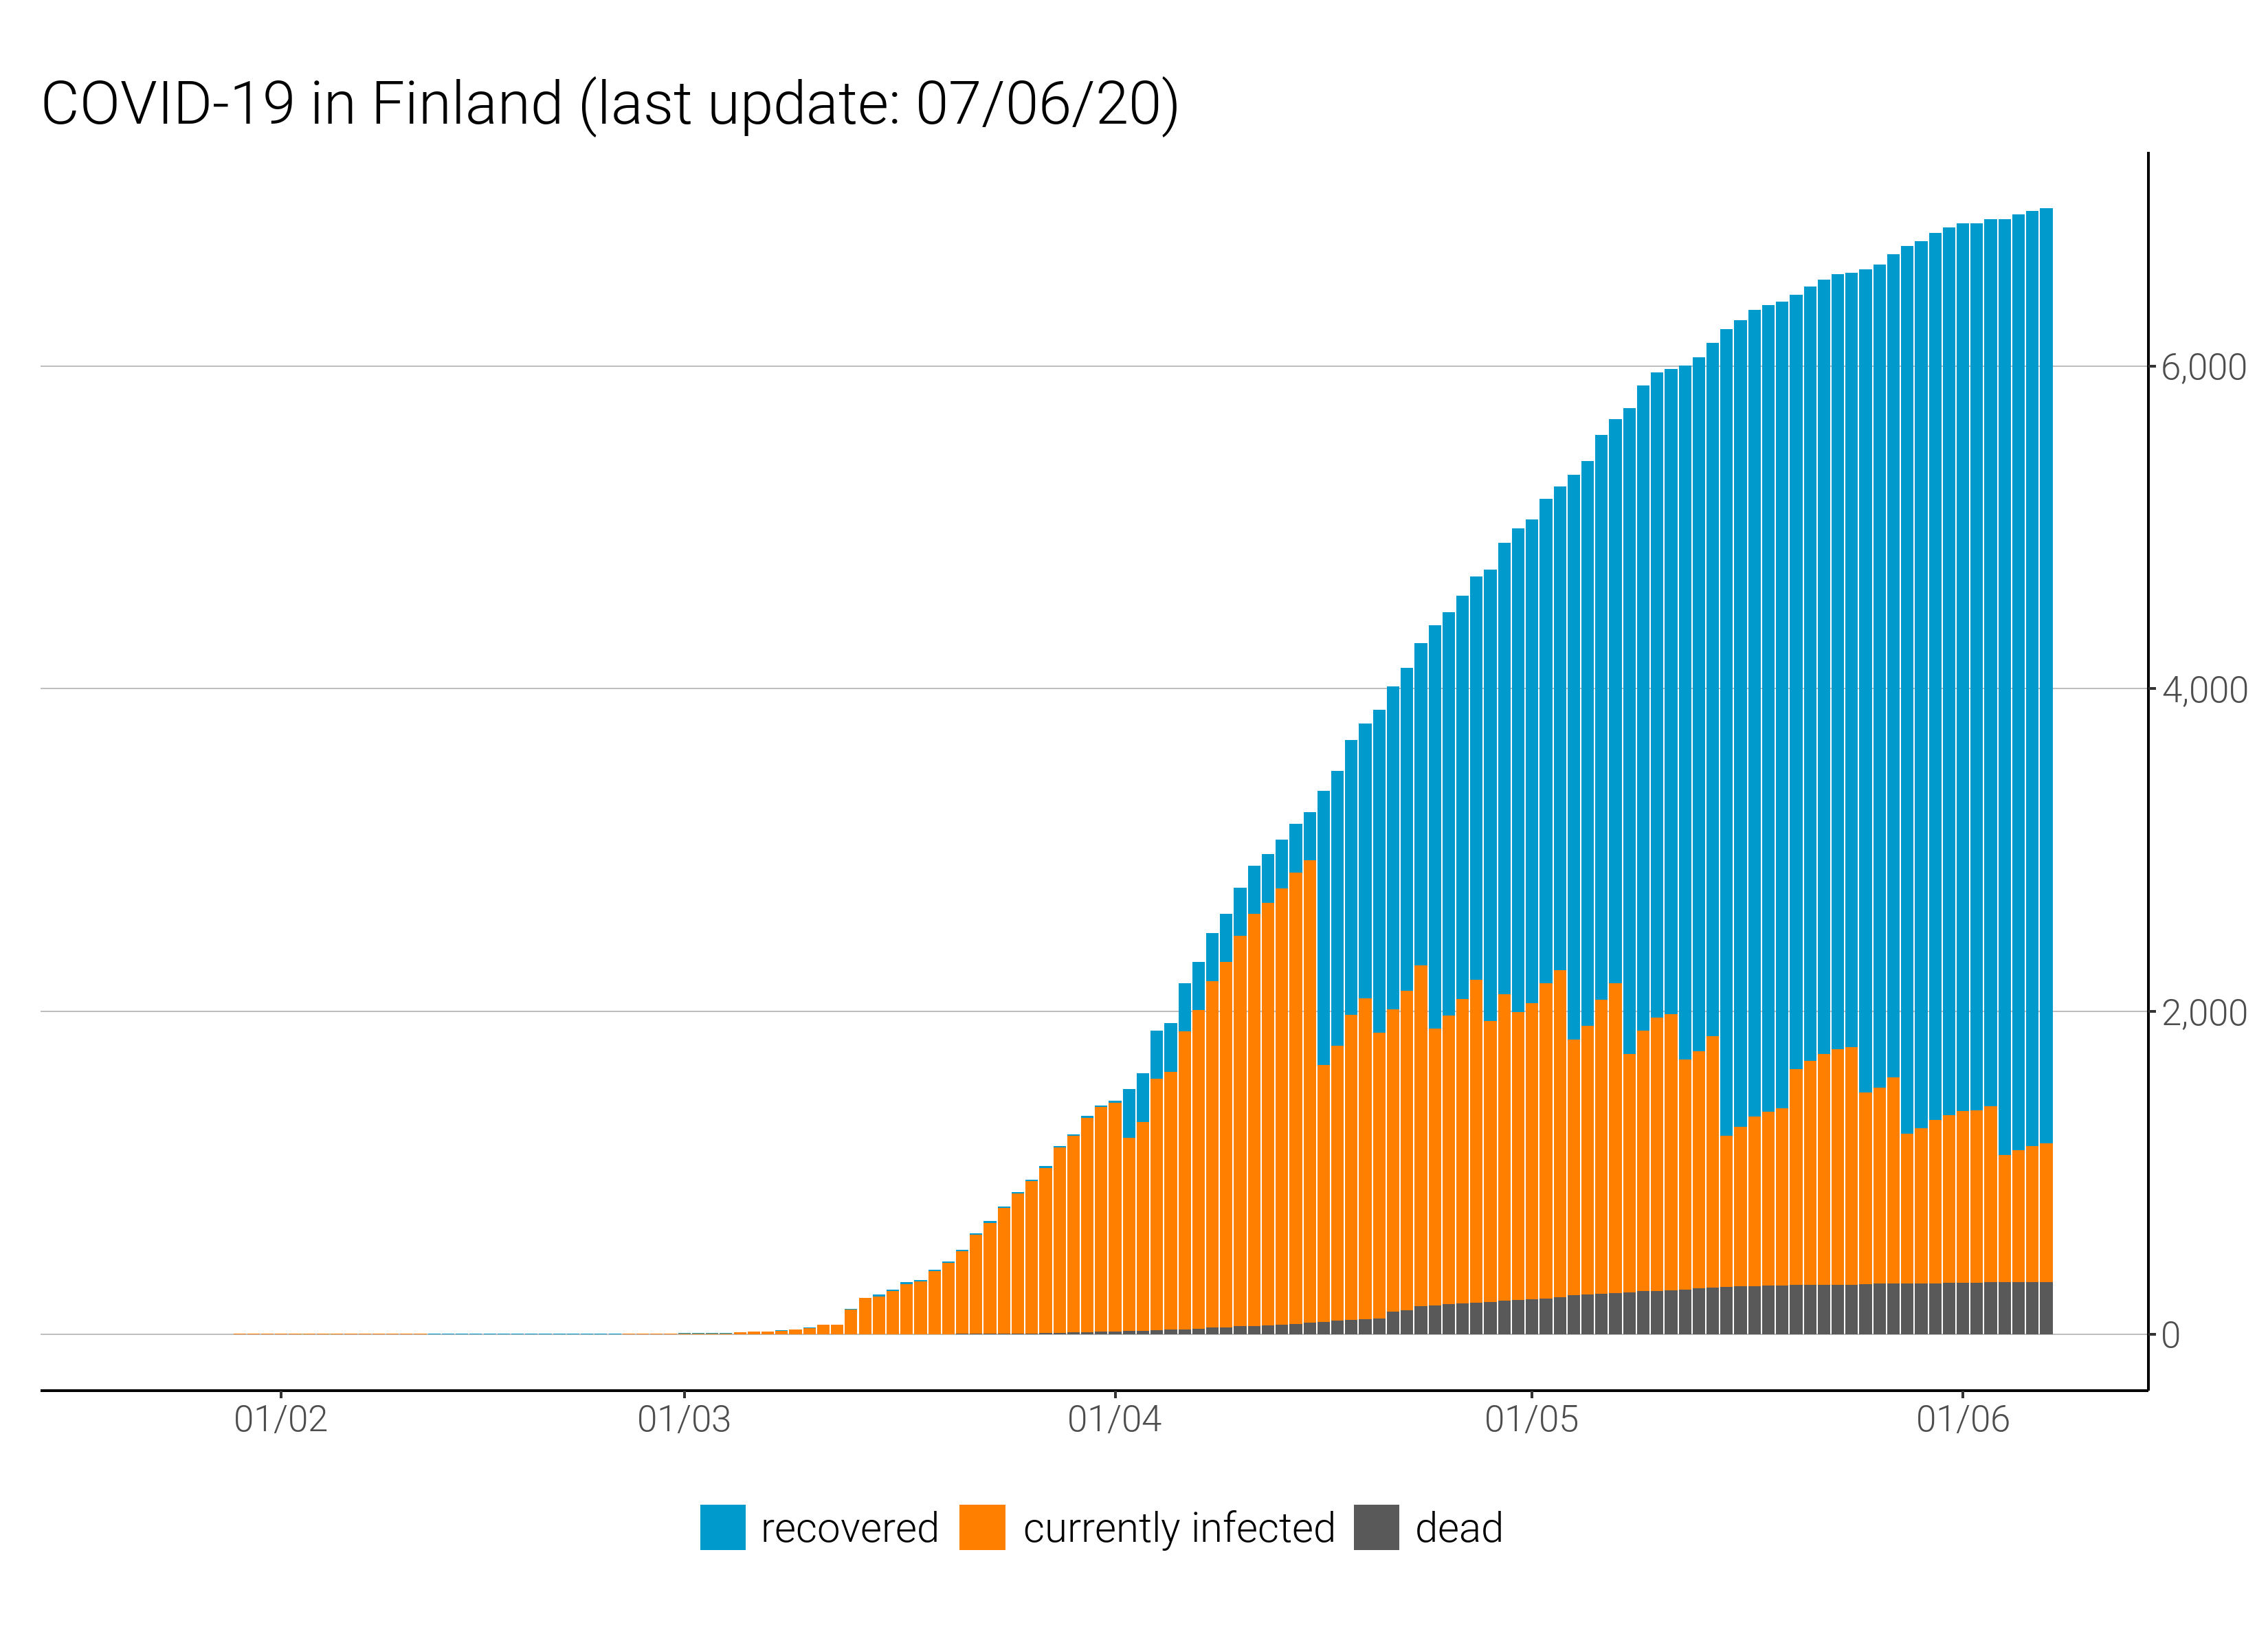 COVID-19 in Finland (last update: 07/06/20)
6,000
4,000
2,000
0
01/02 01/03 01/04 01/05 01/06
recovered currently infected dead